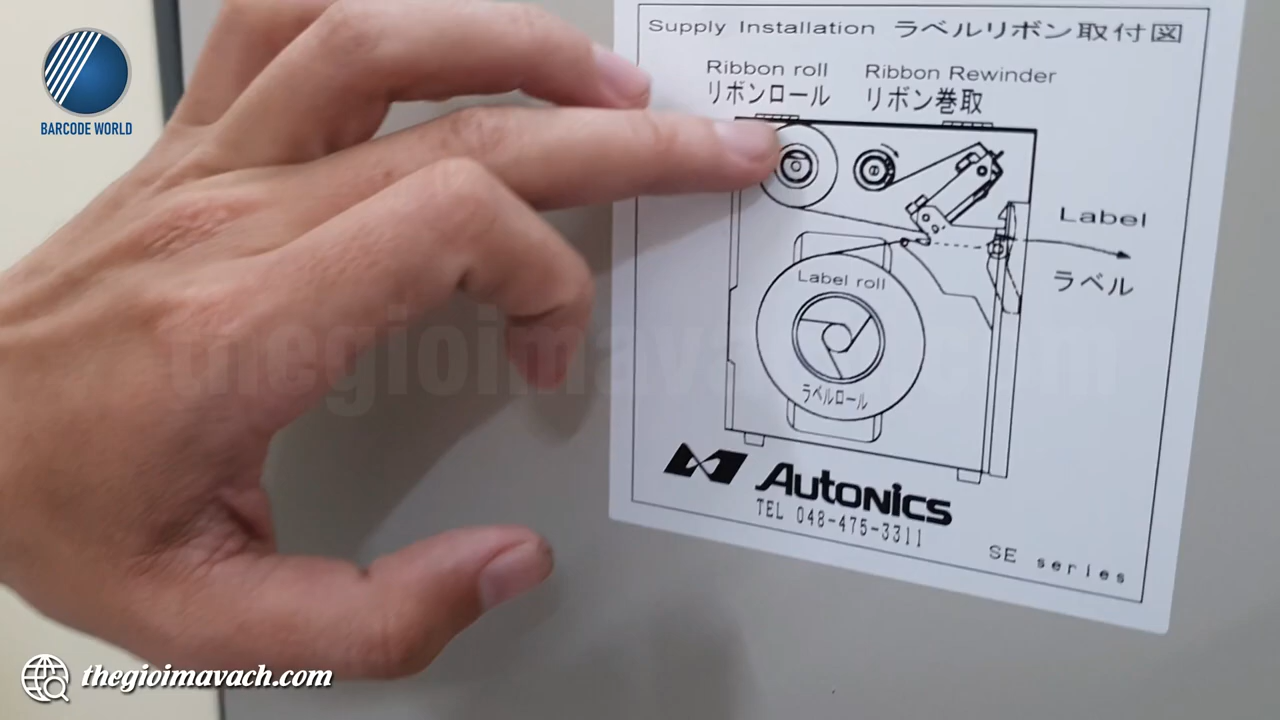 BARCODE WORLD
Supply Installation ラベルリボン取付図
Ribbon roll Ribbon Rewinder
リボンロール リボン巻取
Label
ラベル
Label roll
ラベルロール
Autonics
TEL 048-475-3311
SE series
thegioimavach.com
thegioimavach.com